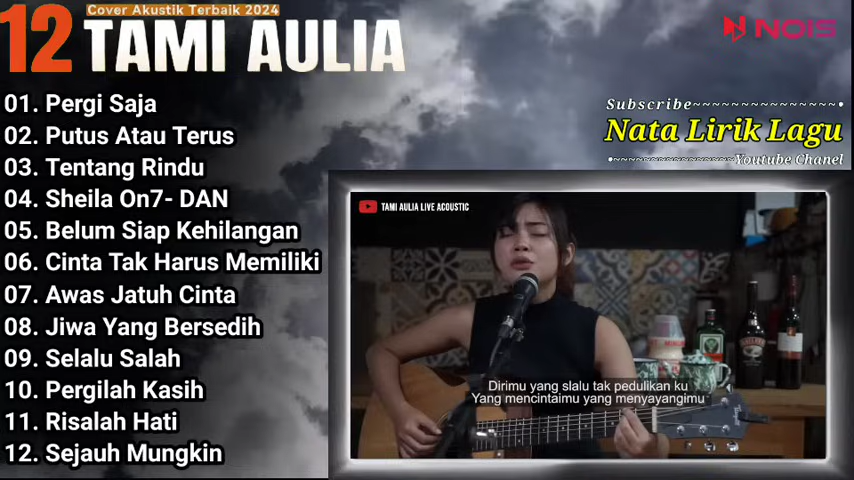 Cover Akustik Terbaik 2024
12 TAMI AULIA
NOIS
01. Pergi Saja
02. Putus Atau Terus
03. Tentang Rindu
04. Sheila On7- DAN
05. Belum Siap Kehilangan
06. Cinta Tak Harus Memiliki
07. Awas Jatuh Cinta
08. Jiwa Yang Bersedih
09. Selalu Salah
10. Pergilah Kasih
11. Risalah Hati
12. Sejauh Mungkin
Subscribe~~~~~~~~~~~~~~~•
Nata Lirik Lagu
•~~~~~~~~~~~~~~~Youtube Chanel
TAMI AULIA LIVE ACOUSTIC
Dirimu yang slalu tak pedulikan ku
Yang mencintaimu yang menyayangimu